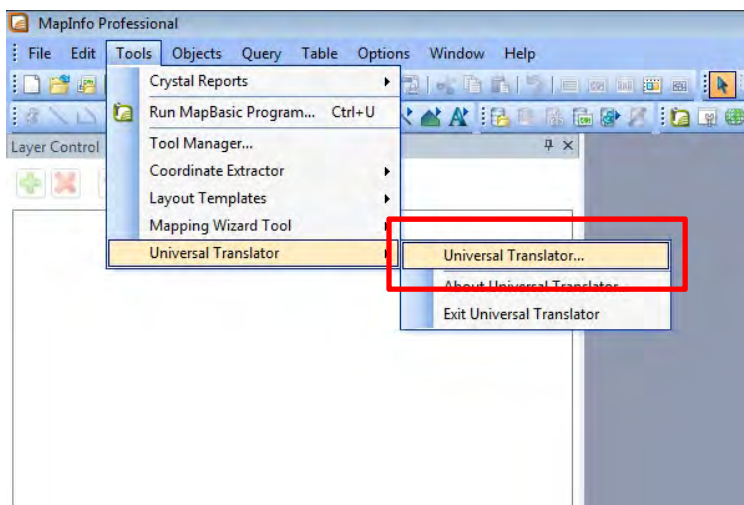 MapInfo Professional
File Edit Tools Objects Query Table Options Window Help
Crystal Reports
Run MapBasic Program... Ctrl+U
Layer Control
Tool Manager...
Coordinate Extractor
Layout Templates
Mapping Wizard Tool
Universal Translator
Universal Translator...
About Universal Translator...
Exit Universal Translator